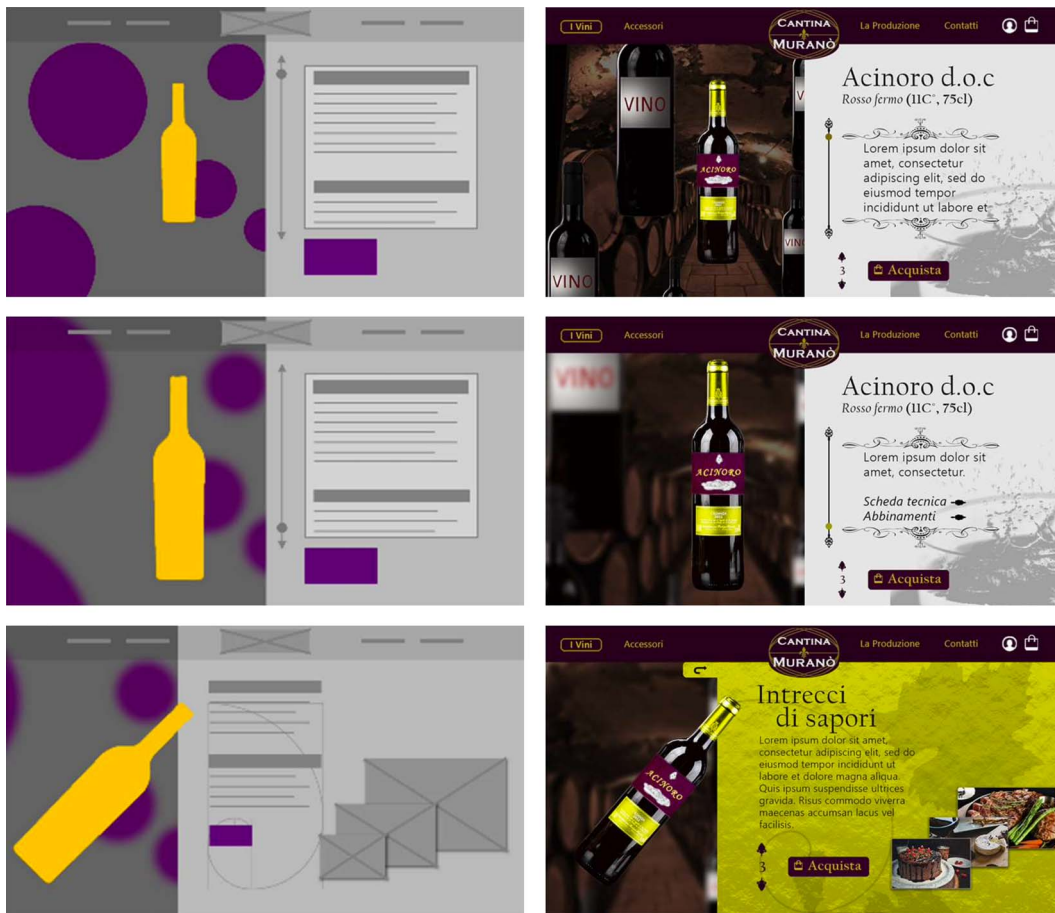 I Vini
Accessori
CANTINA
MURANÒ
La Produzione
Contatti
VINO
VINO
VINO
ACINORO
Acinoro d.o.c
Rosso fermo (11C°, 75cl)
Lorem ipsum dolor sit
amet, consectetur
adipiscing elit, sed do
eiusmod tempor
incididunt ut labore et
3
Acquista
I Vini
Accessori
CANTINA
MURANÒ
La Produzione
Contatti
VINO
ACINORO
Acinoro d.o.c
Rosso fermo (11C°, 75cl)
Lorem ipsum dolor sit
amet, consectetur.
Scheda tecnica
Abbinamenti
3
Acquista
I Vini
Accessori
CANTINA
MURANÒ
La Produzione
Contatti
ACINORO
Intrecci
di sapori
Lorem ipsum dolor sit amet,
consectetur adipiscing elit, sed do
eiusmod tempor incididunt ut
labore et dolore magna aliqua.
Quis ipsum suspendisse ultrices
gravida. Risus commodo viverra
maecenas accumsan lacus vel
facilisis.
3
Acquista